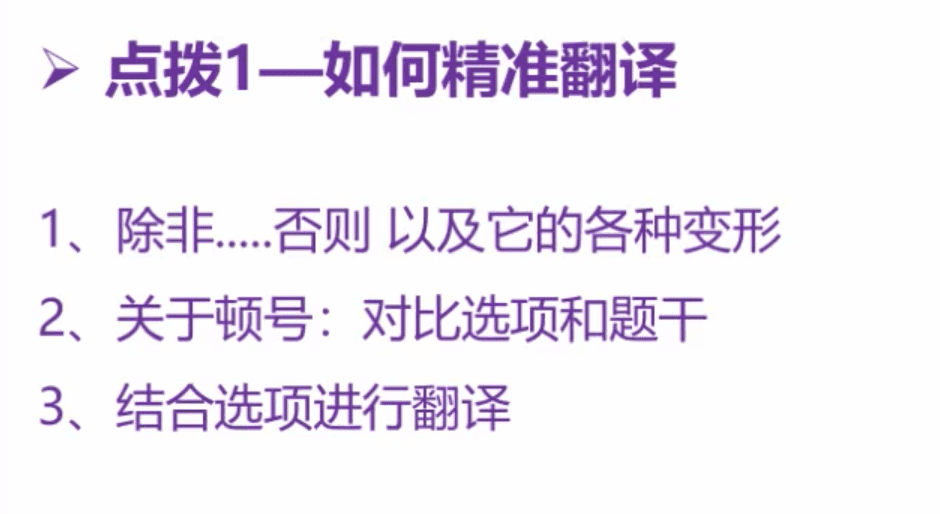 点拨1—如何精准翻译
1、除非.....否则 以及它的各种变形
2、关于顿号：对比选项和题干
3、结合选项进行翻译